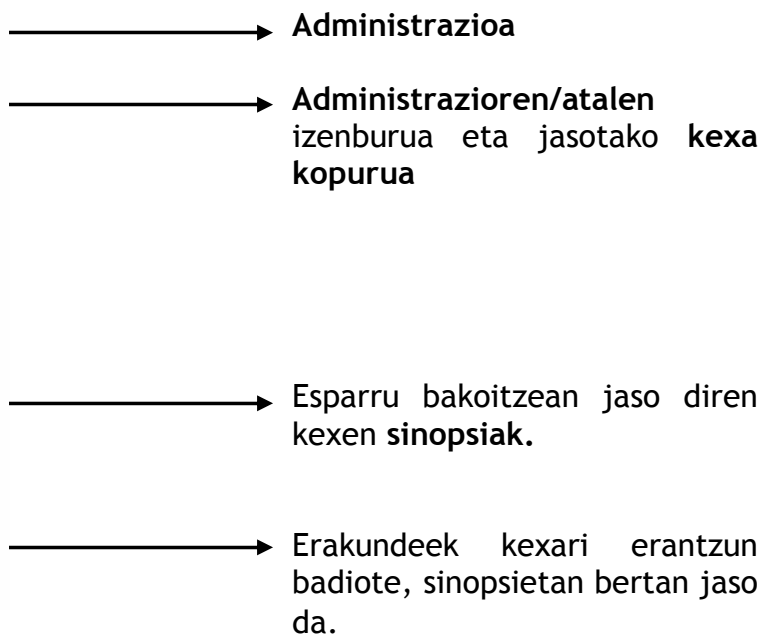 Administrazioa
Administrazioren/atalen
izenburua eta jasotako kexa
kopurua
Esparru bakoitzean jaso diren
kexen sinopsiak.
Erakundeek kexari erantzun
badiote, sinopsietan bertan jaso
da.